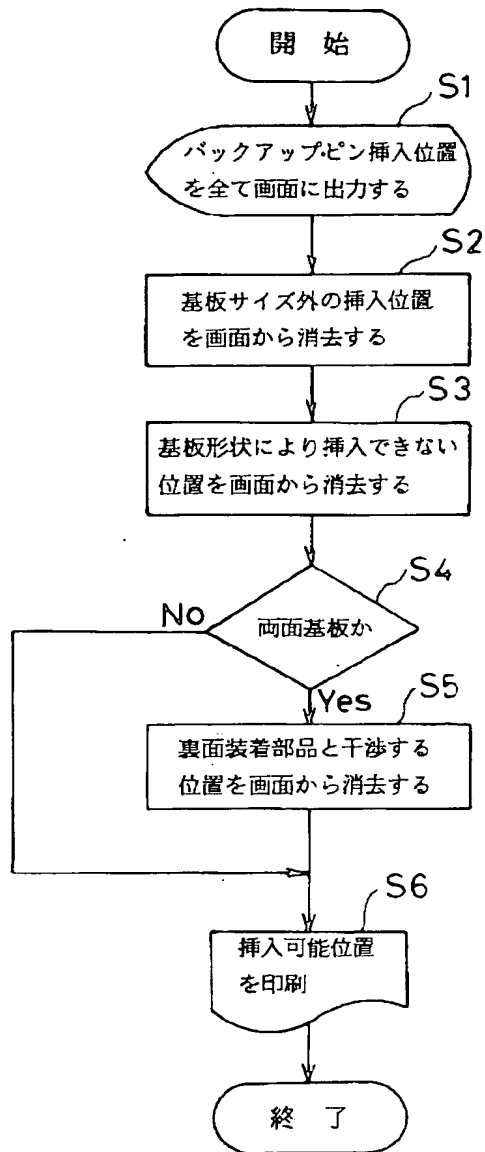 開 始
S1
バックアップ・ピン挿入位置
を全て画面に出力する
S2
基板サイズ外の挿入位置
を画面から消去する
S3
基板形状により挿入できない
位置を画面から消去する
S4
No
両面基板か
Yes
S5
裏面装着部品と干渉する
位置を画面から消去する
S6
挿入可能位置
を印刷
終 了